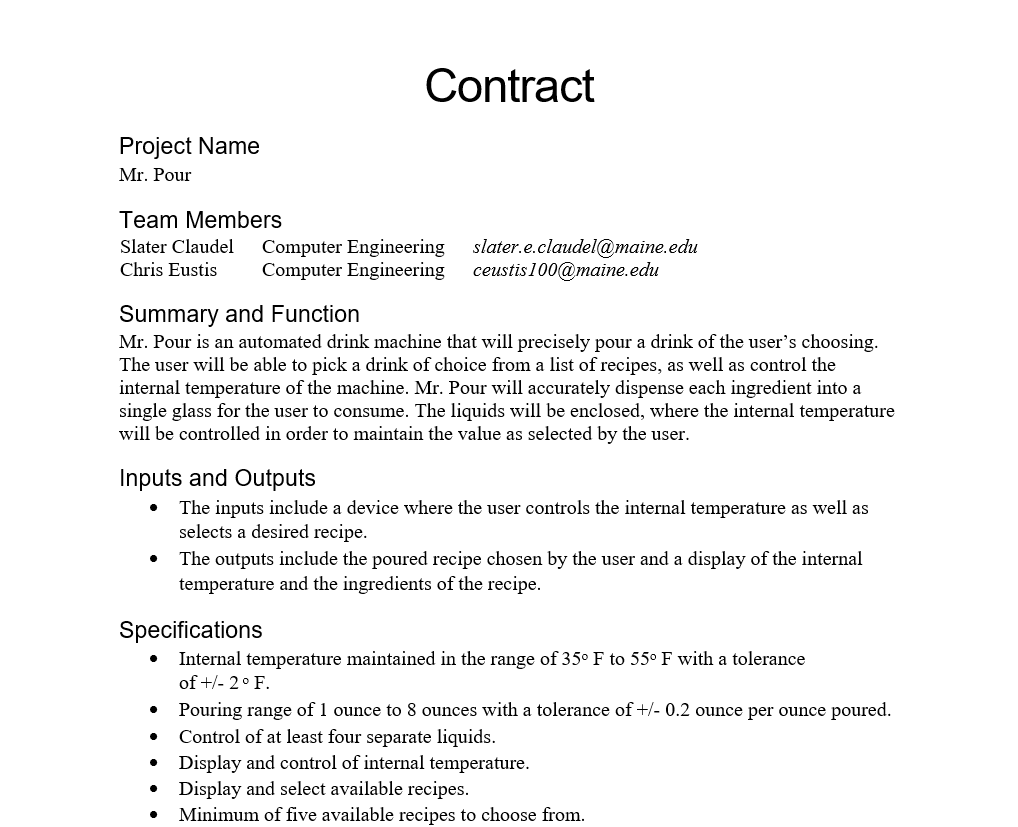 Contract
Project Name
Mr. Pour
Team Members
Slater Claudel Computer Engineering slater.e.claudel@maine.edu
Chris Eustis Computer Engineering ceustis100@maine.edu
Summary and Function
Mr. Pour is an automated drink machine that will precisely pour a drink of the user’s choosing.
The user will be able to pick a drink of choice from a list of recipes, as well as control the
internal temperature of the machine. Mr. Pour will accurately dispense each ingredient into a
single glass for the user to consume. The liquids will be enclosed, where the internal temperature
will be controlled in order to maintain the value as selected by the user.
Inputs and Outputs
• The inputs include a device where the user controls the internal temperature as well as
selects a desired recipe.
• The outputs include the poured recipe chosen by the user and a display of the internal
temperature and the ingredients of the recipe.
Specifications
• Internal temperature maintained in the range of 35º F to 55º F with a tolerance
of +/- 2 º F.
• Pouring range of 1 ounce to 8 ounces with a tolerance of +/- 0.2 ounce per ounce poured.
• Control of at least four separate liquids.
• Display and control of internal temperature.
• Display and select available recipes.
• Minimum of five available recipes to choose from.